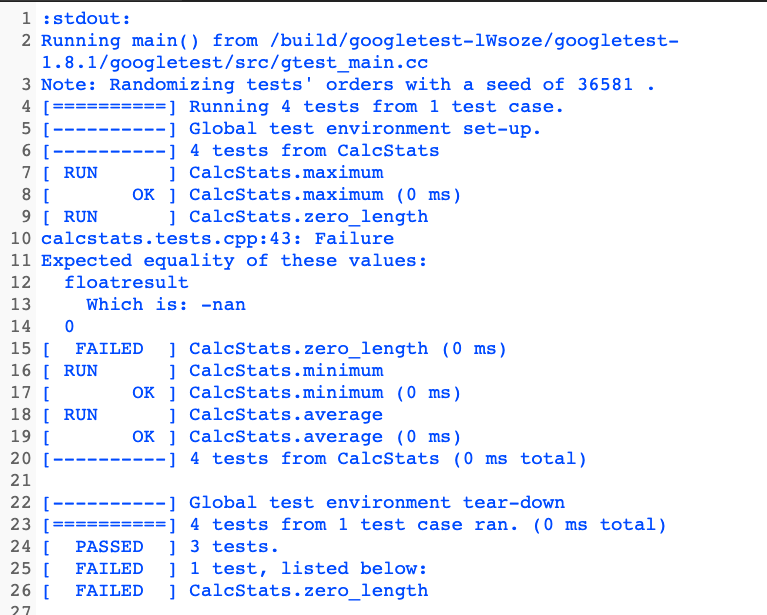 1 :stdout:
2 Running main() from /build/googletest-lWsoze/googletest-
1.8.1/googletest/src/gtest_main.cc
3 Note: Randomizing tests' orders with a seed of 36581 .
4 [==========] Running 4 tests from 1 test case.
5 [----------] Global test environment set-up.
6 [----------] 4 tests from CalcStats
7 [ RUN      ] CalcStats.maximum
8 [       OK ] CalcStats.maximum (0 ms)
9 [ RUN      ] CalcStats.zero_length
10 calcstats.tests.cpp:43: Failure
11 Expected equality of these values:
12   floatresult
13     Which is: -nan
14   0
15 [  FAILED  ] CalcStats.zero_length (0 ms)
16 [ RUN      ] CalcStats.minimum
17 [       OK ] CalcStats.minimum (0 ms)
18 [ RUN      ] CalcStats.average
19 [       OK ] CalcStats.average (0 ms)
20 [----------] 4 tests from CalcStats (0 ms total)
21
22 [----------] Global test environment tear-down
23 [==========] 4 tests from 1 test case ran. (0 ms total)
24 [  PASSED  ] 3 tests.
25 [  FAILED  ] 1 test, listed below:
26 [  FAILED  ] CalcStats.zero_length
27